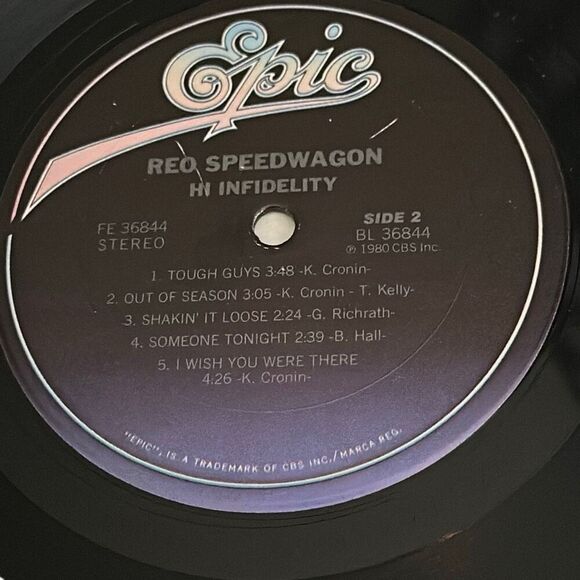 Epic
REO SPEEDWAGON
HI INFIDELITY
FE 36844
STEREO
SIDE 2
BL 36844
℗ 1980 CBS Inc.
1. TOUGH GUYS 3:48 -K. Cronin-
2. OUT OF SEASON 3:05 -K. Cronin - T. Kelly-
3. SHAKIN' IT LOOSE 2:24 -G. Richrath-
4. SOMEONE TONIGHT 2:39 -B. Hall-
5. I WISH YOU WERE THERE
4:26 -K. Cronin-
"EPIC", IS A TRADEMARK OF CBS INC./MARCA REG.